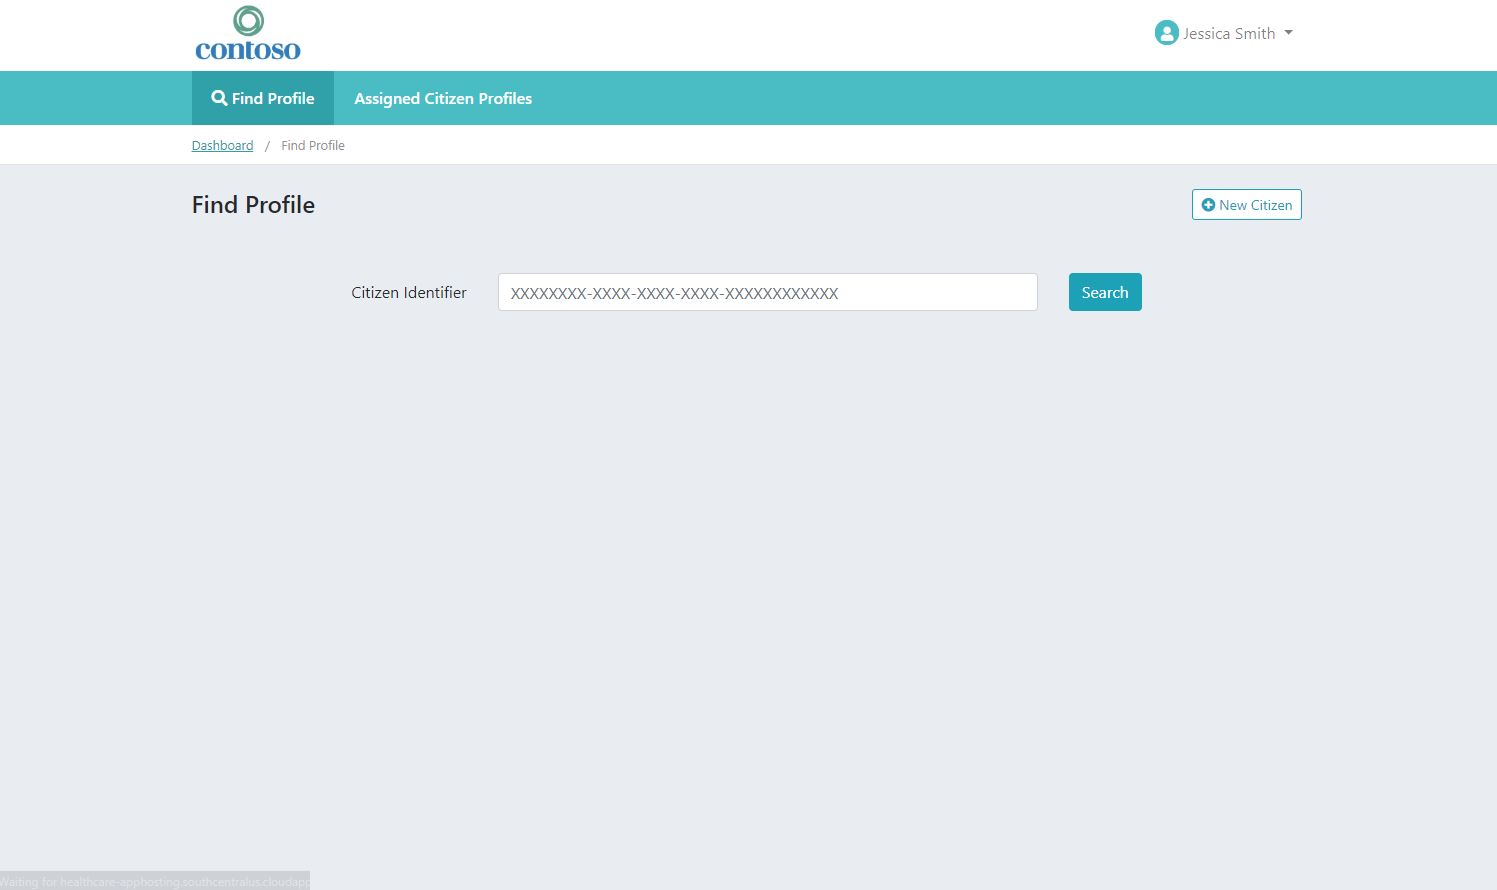 contoso
Jessica Smith
Find Profile
Assigned Citizen Profiles
Dashboard / Find Profile
Find Profile
New Citizen
Citizen Identifier
XXXXXXXX-XXXX-XXXX-XXXX-XXXXXXXXXXXX
Search
Waiting for healthcare-apphosting.southcentralus.cloudapp